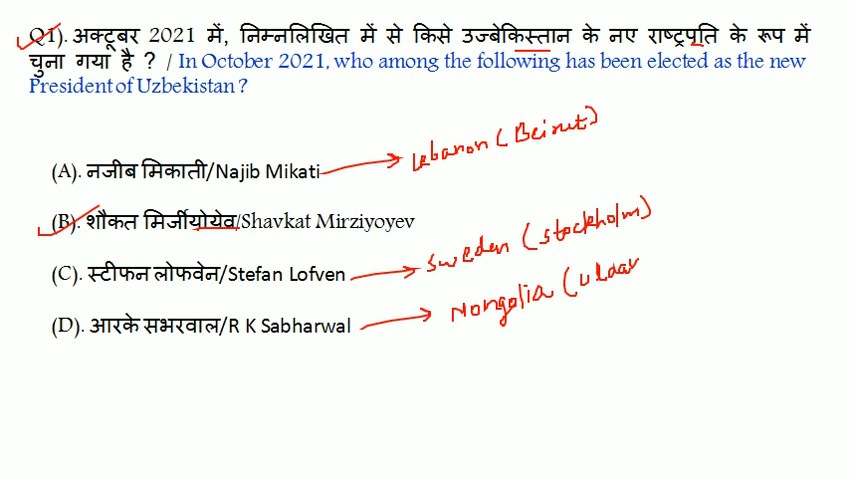 Q1). अक्टूबर 2021 में, निम्नलिखित में से किसे उज्बेकिस्तान के नए राष्ट्रपति के रूप में
चुना गया है ? / In October 2021, who among the following has been elected as the new
President of Uzbekistan ?
(A). नजीब मिकाती/Najib Mikati Lebanon (Beirut)
(B). शौकत मिर्जीयोयेव/Shavkat Mirziyoyev
(C). स्टीफन लोफवेन/Stefan Lofven Sweden (Stockholm)
(D). आरके सभरवाल/R K Sabharwal Mongolia (